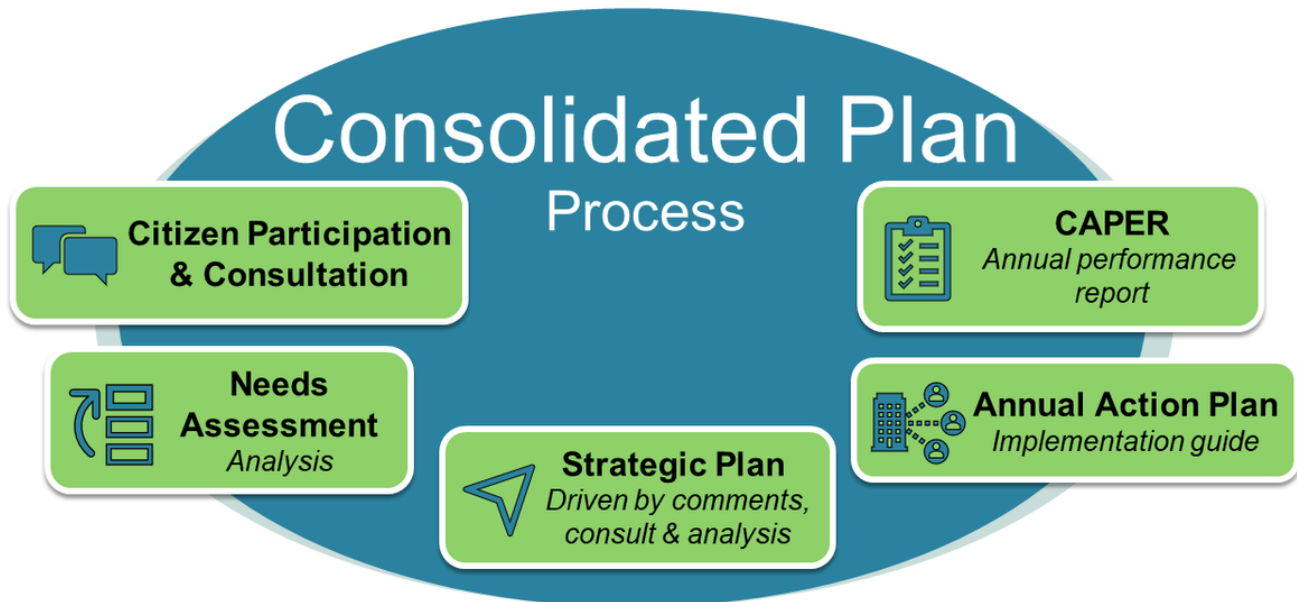 Consolidated Plan
Process
Citizen Participation
& Consultation
Needs
Assessment
Analysis
Strategic Plan
Driven by comments,
consult & analysis
Annual Action Plan
Implementation guide
CAPER
Annual performance
report